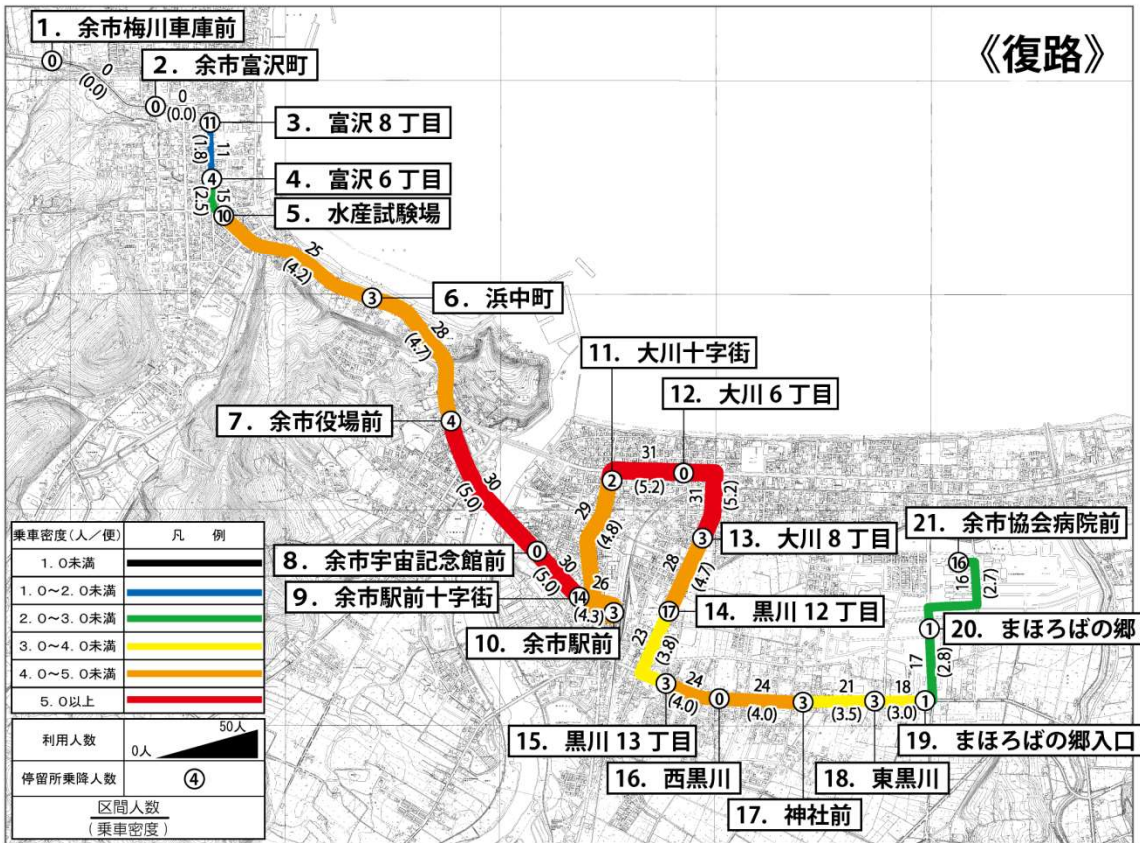 《復路》
1．余市梅川車庫前
0
0
(0.0)
2．余市富沢町
0
0
(0.0)
3．富沢８丁目
11
11
(1.8)
4．富沢６丁目
4
15
(2.5)
5．水産試験場
10
25
(4.2)
6．浜中町
3
28
(4.7)
7．余市役場前
4
30
(5.0)
8．余市宇宙記念館前
0
30
(5.0)
9．余市駅前十字街
14
26
(4.3)
10．余市駅前
3
29
(4.8)
11．大川十字街
2
31
(5.2)
12．大川６丁目
0
31
(5.2)
13．大川８丁目
3
28
(4.7)
14．黒川12丁目
17
23
(3.8)
15．黒川13丁目
3
24
(4.0)
16．西黒川
0
24
(4.0)
17．神社前
3
21
(3.5)
18．東黒川
3
18
(3.0)
19．まほろばの郷入口
1
17
(2.8)
20．まほろばの郷
1
16
(2.7)
21．余市協会病院前
16
乗車密度(人／便) 凡　例
１．０未満
１．０～２．０未満
２．０～３．０未満
３．０～４．０未満
４．０～５．０未満
５．０以上
利用人数 0人 50人
停留所乗降人数 ④
区間人数
(乗車密度)